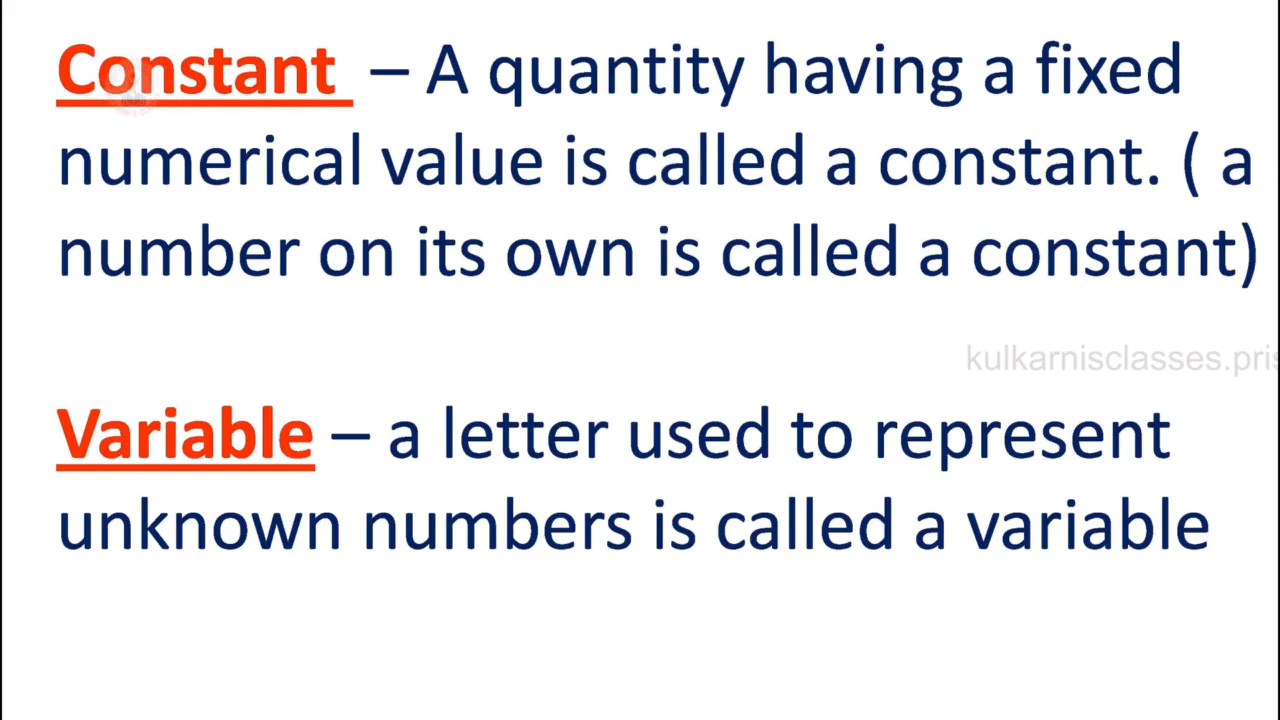 Constant – A quantity having a fixed
numerical value is called a constant. ( a
number on its own is called a constant)
kulkarnisclasses.pris
Variable – a letter used to represent
unknown numbers is called a variable